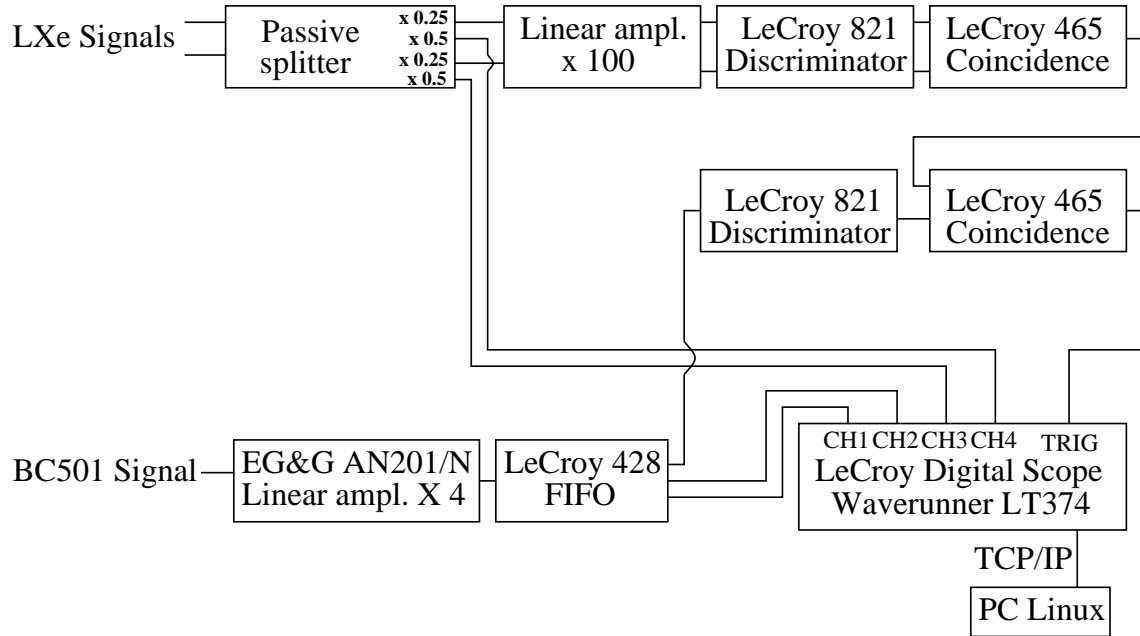 LXe Signals
Passive
splitter
x 0.25
x 0.5
x 0.25
x 0.5
Linear ampl.
x 100
LeCroy 821
Discriminator
LeCroy 465
Coincidence
LeCroy 821
Discriminator
LeCroy 465
Coincidence
BC501 Signal
EG&G AN201/N
Linear ampl. X 4
LeCroy 428
FIFO
CH1 CH2 CH3 CH4 TRIG
LeCroy Digital Scope
Waverunner LT374
TCP/IP
PC Linux